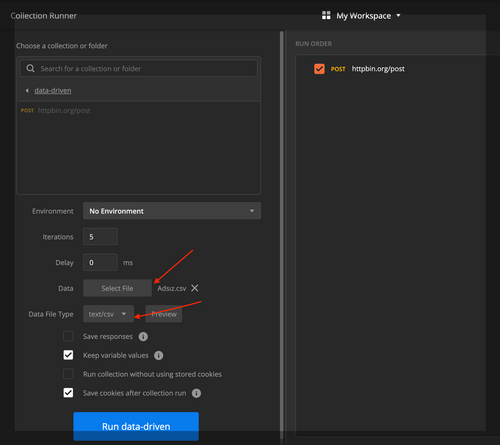 Collection Runner
My Workspace
Choose a collection or folder
Search for a collection or folder
data-driven
POST httpbin.org/post
Environment No Environment
Iterations 5
Delay 0 ms
Data Select File Adsız.csv
Data File Type text/csv Preview
Save responses
Keep variable values
Run collection without using stored cookies
Save cookies after collection run
Run data-driven
RUN ORDER
POST httpbin.org/post